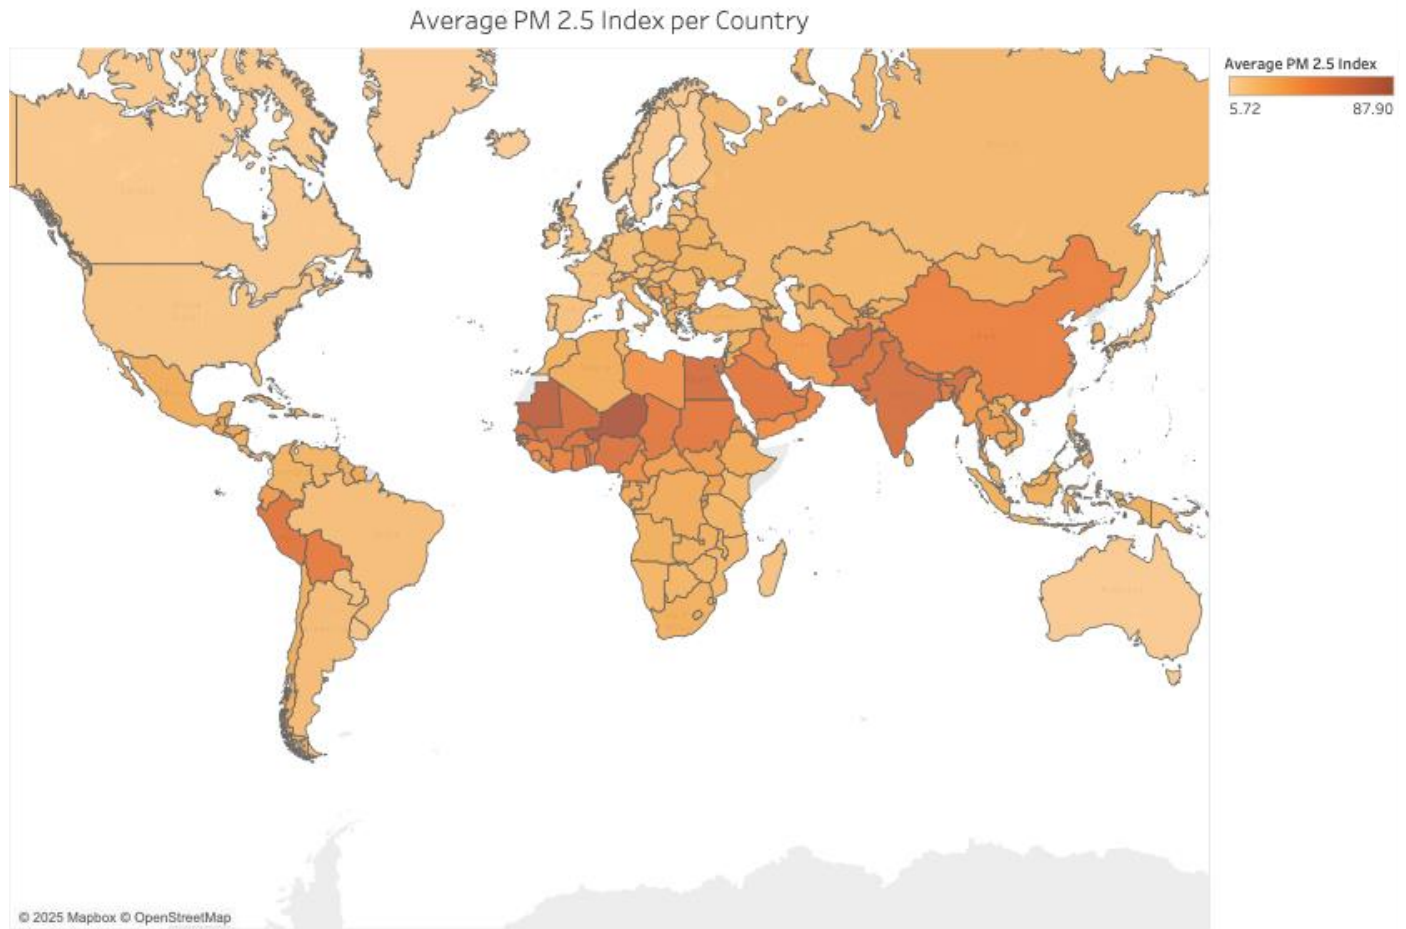 Average PM 2.5 Index per Country
Average PM 2.5 Index
5.72
87.90
© 2025 Mapbox © OpenStreetMap